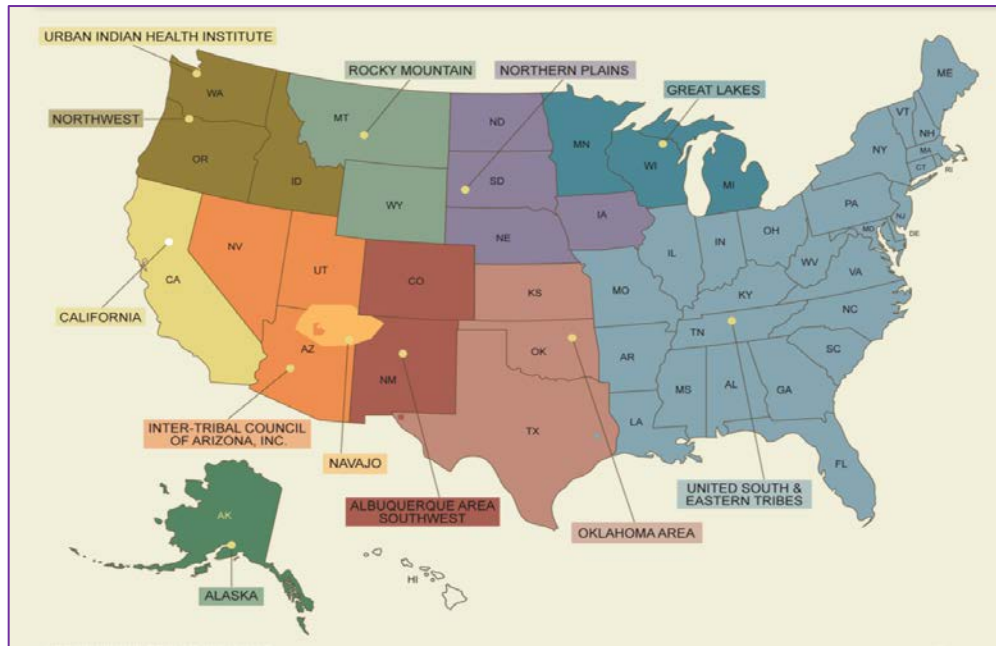 URBAN INDIAN HEALTH INSTITUTE
ROCKY MOUNTAIN
NORTHERN PLAINS
GREAT LAKES
NORTHWEST
WA
OR
ID
MT
WY
ND
SD
NE
IA
MN
WI
MI
ME
VT
NH
MA
CT
RI
NY
PA
NJ
DE
MD
OH
IN
IL
WV
VA
KY
NC
TN
SC
MO
AR
MS
AL
GA
LA
FL
CA
NV
UT
CO
AZ
NM
KS
OK
TX
CALIFORNIA
INTER-TRIBAL COUNCIL
OF ARIZONA, INC.
NAVAJO
ALBUQUERQUE AREA
SOUTHWEST
OKLAHOMA AREA
UNITED SOUTH &
EASTERN TRIBES
AK
ALASKA
HI